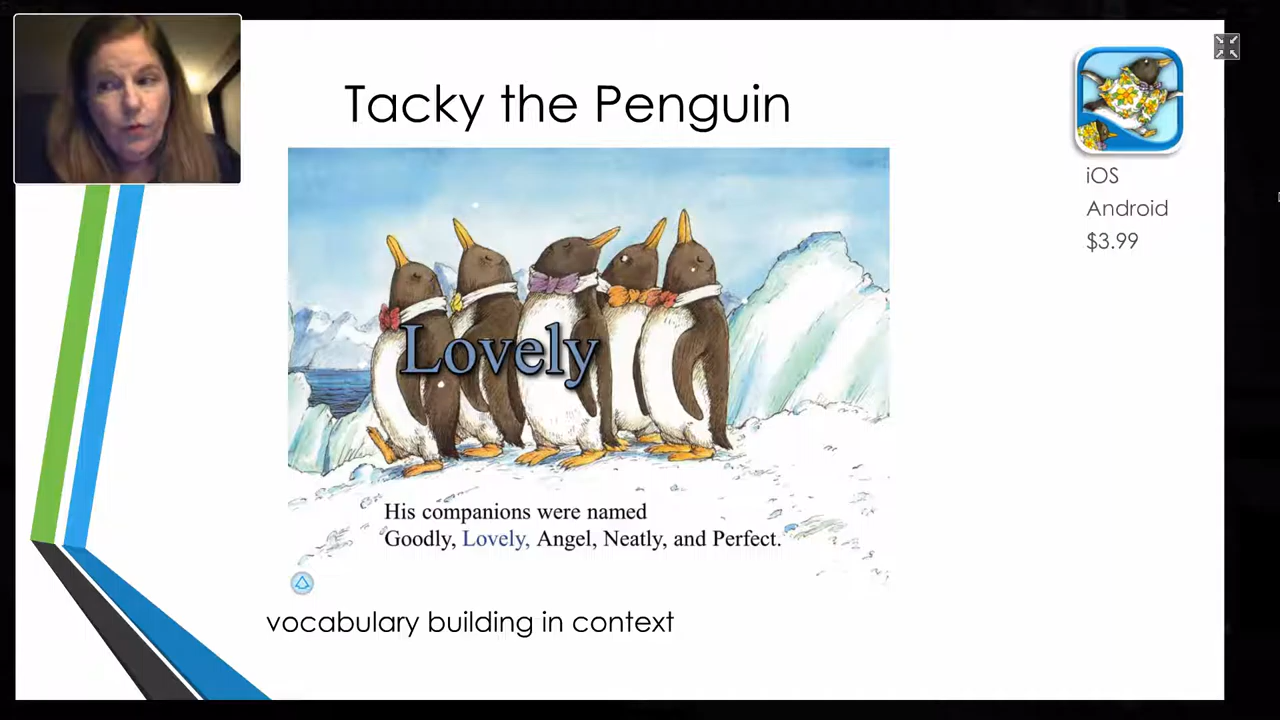 Tacky the Penguin
iOS
Android
$3.99
Lovely
His companions were named
Goodly, Lovely, Angel, Neatly, and Perfect.
vocabulary building in context